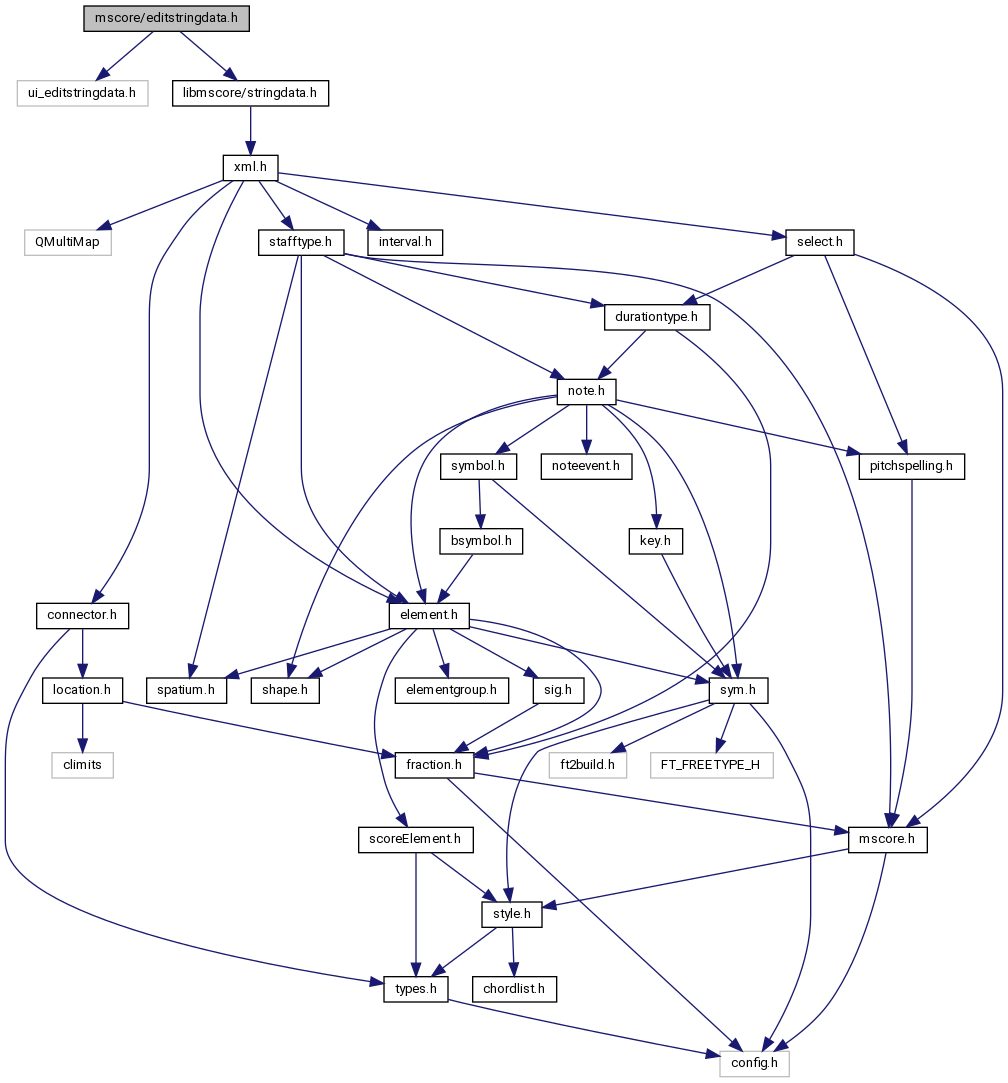 mscore/editstringdata.h
ui_editstringdata.h
libmscore/stringdata.h
xml.h
QMultiMap
stafftype.h
interval.h
select.h
durationtype.h
note.h
symbol.h
noteevent.h
pitchspelling.h
bsymbol.h
key.h
connector.h
element.h
location.h
spatium.h
shape.h
elementgroup.h
sig.h
sym.h
climits
fraction.h
ft2build.h
FT_FREETYPE_H
scoreElement.h
mscore.h
style.h
types.h
chordlist.h
config.h